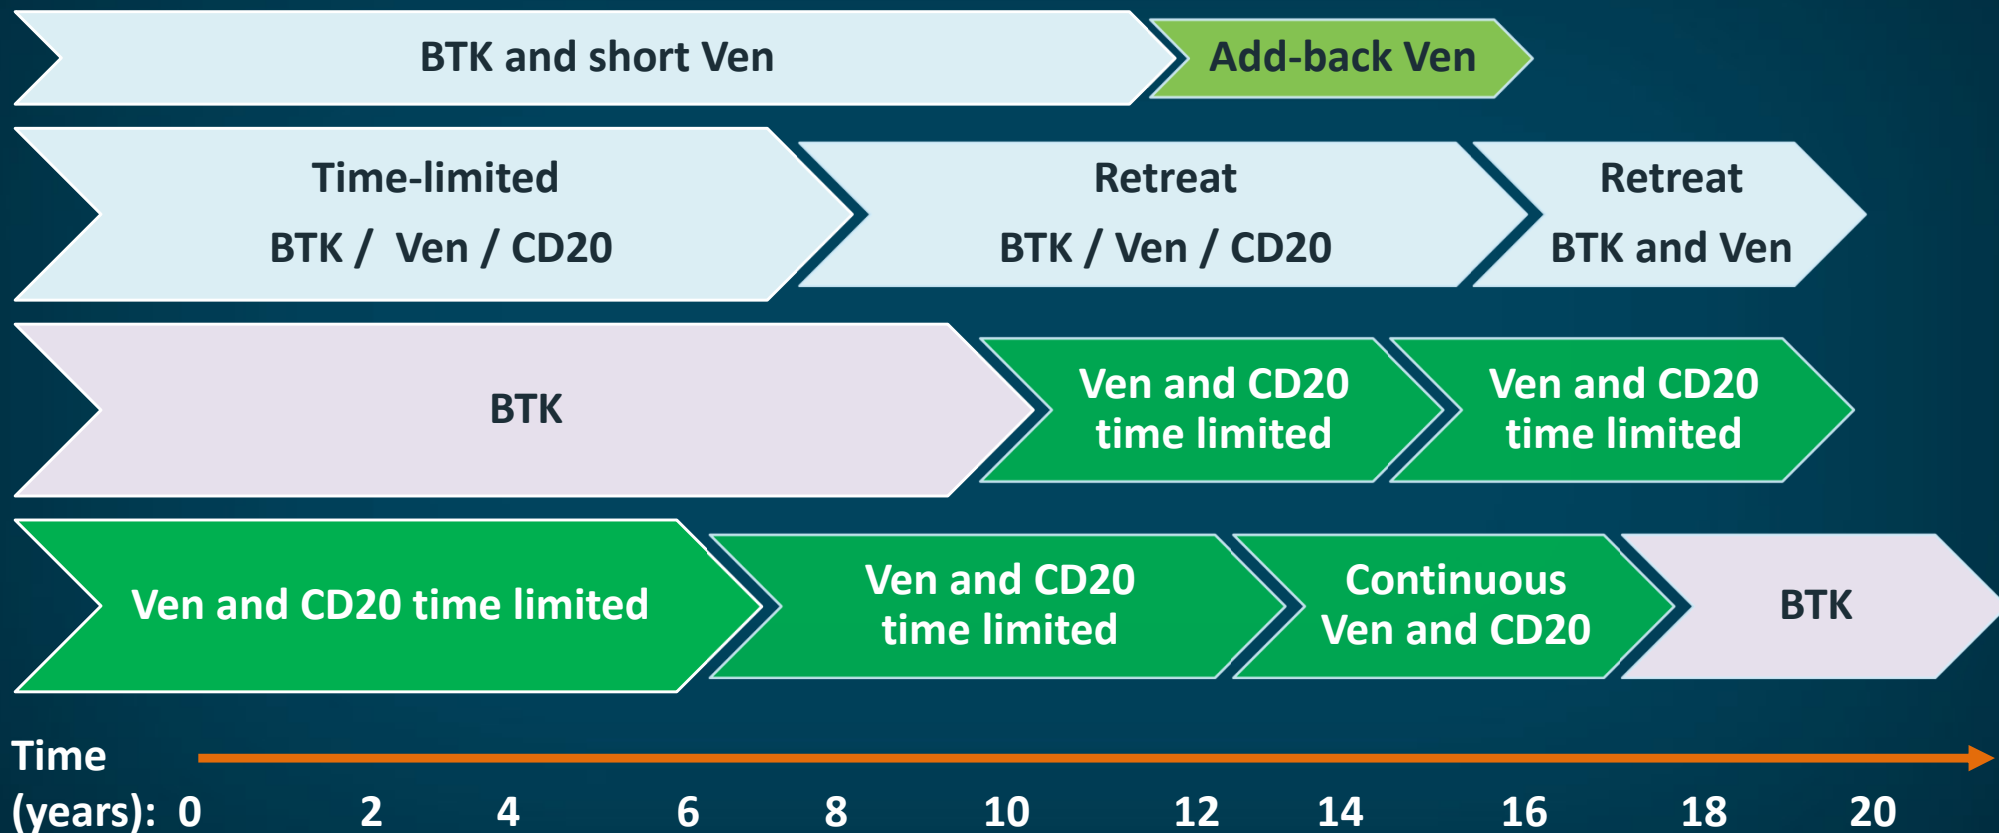 BTK and short Ven
Add-back Ven
Time-limited
BTK /  Ven / CD20
Retreat
BTK / Ven / CD20
Retreat
BTK and Ven
BTK
Ven and CD20
time limited
Ven and CD20
time limited
Ven and CD20 time limited
Ven and CD20
time limited
Continuous
Ven and CD20
BTK
Time
(years): 0 2 4 6 8 10 12 14 16 18 20